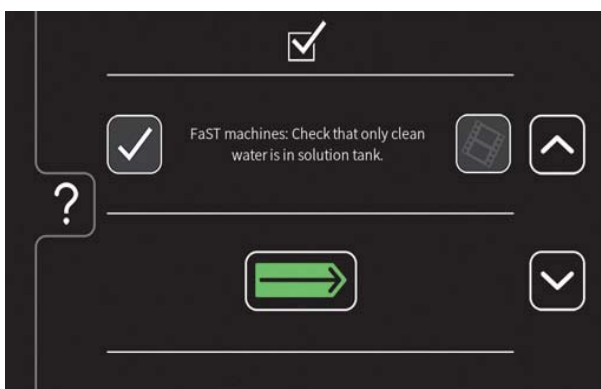 FaST machines: Check that only clean
water is in solution tank.
?